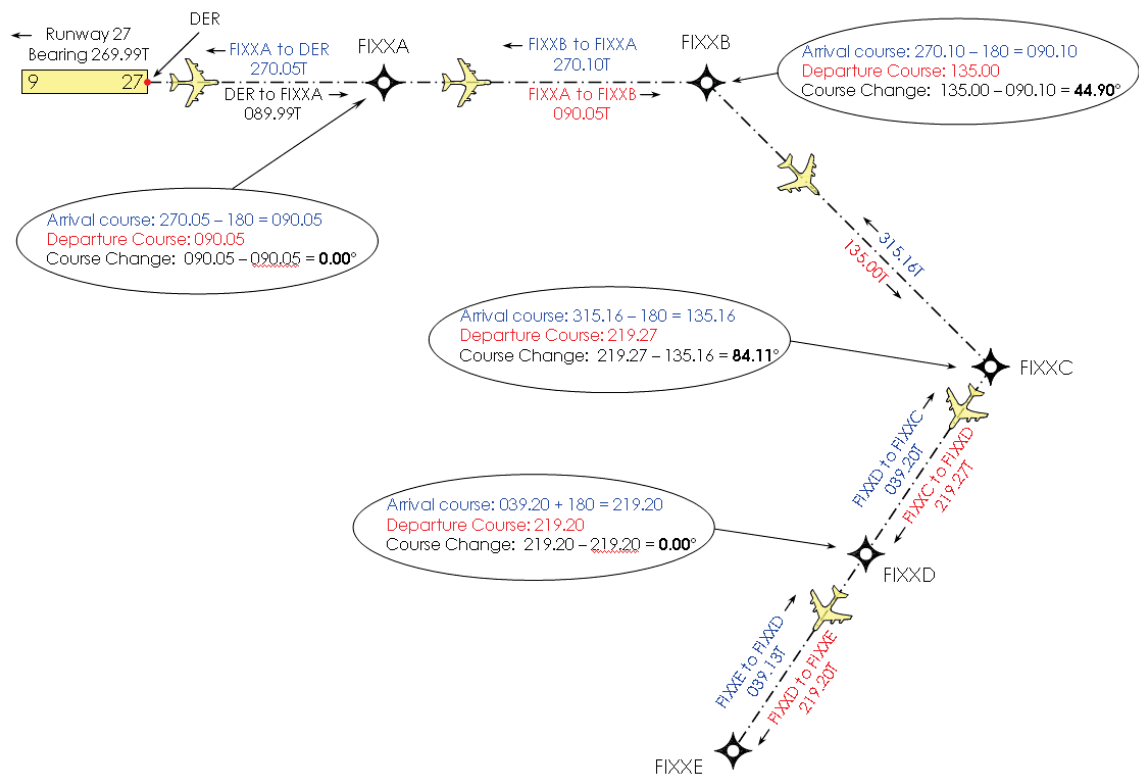 DER
Runway 27
Bearing 269.99T
9
27
FIXXA to DER
270.05T
DER to FIXXA
089.99T
FIXXA
FIXXB to FIXXA
270.10T
FIXXA to FIXXB
090.05T
FIXXB
Arrival course: 270.10 – 180 = 090.10
Departure Course: 135.00
Course Change: 135.00 – 090.10 = 44.90°
Arrival course: 270.05 – 180 = 090.05
Departure Course: 090.05
Course Change: 090.05 – 090.05 = 0.00°
315.16T
135.00T
Arrival course: 315.16 – 180 = 135.16
Departure Course: 219.27
Course Change: 219.27 – 135.16 = 84.11°
FIXXC
FIXXD to FIXXC
039.20T
FIXXC to FIXXD
219.27T
Arrival course: 039.20 + 180 = 219.20
Departure Course: 219.20
Course Change: 219.20 – 219.20 = 0.00°
FIXXD
FIXXE to FIXXD
039.13T
FIXXD to FIXXE
219.20T
FIXXE